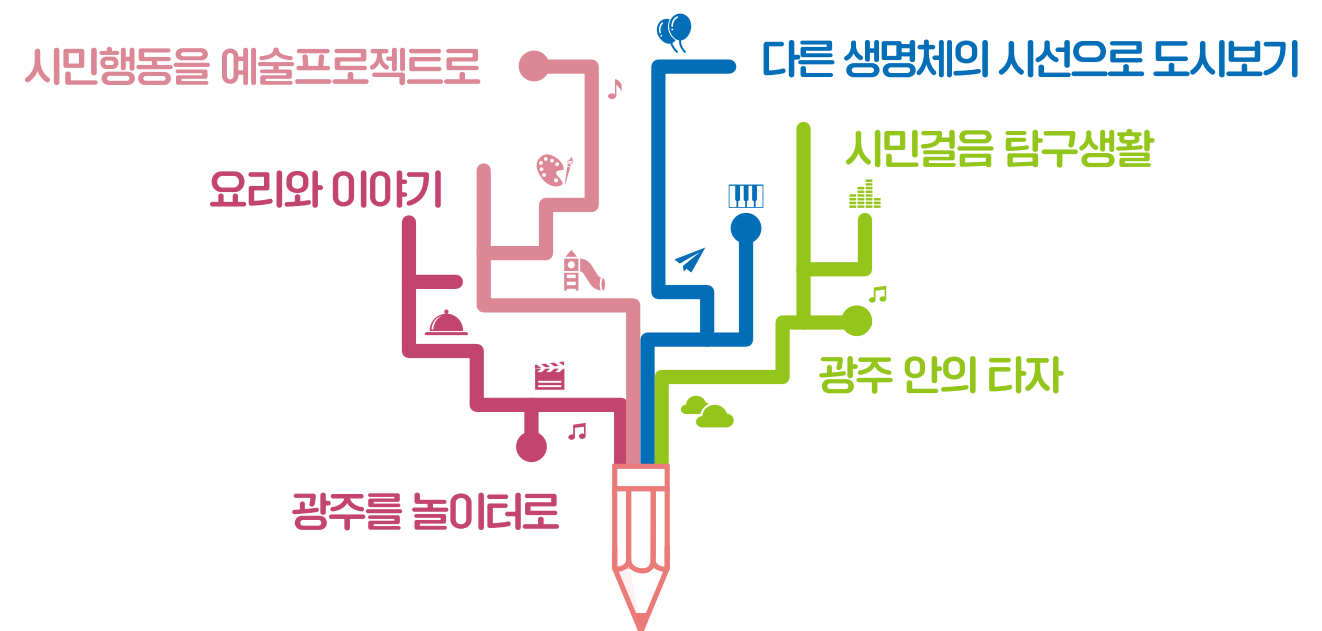 시민행동을 예술프로젝트로
다른 생명체의 시선으로 도시보기
시민걸음 탐구생활
요리와 이야기
광주 안의 타자
광주를 놀이터로